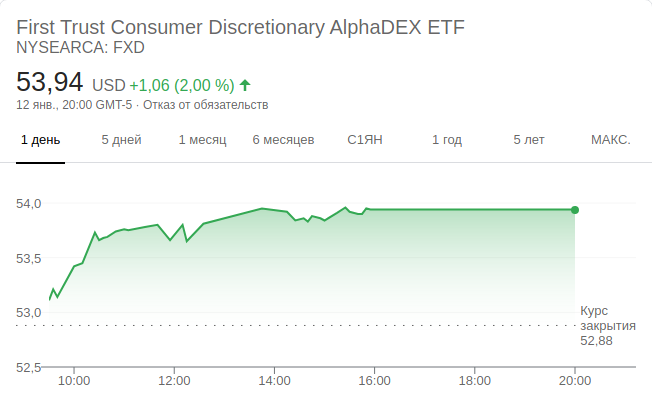 First Trust Consumer Discretionary AlphaDEX ETF
NYSEARCA: FXD
53,94 USD +1,06 (2,00 %)
12 янв., 20:00 GMT-5 · Отказ от обязательств
1 день 5 дней 1 месяц 6 месяцев С1ЯН 1 год 5 лет МАКС.
54,0
53,5
53,0
Курс
закрытия
52,88
52,5
10:00 12:00 14:00 16:00 18:00 20:00